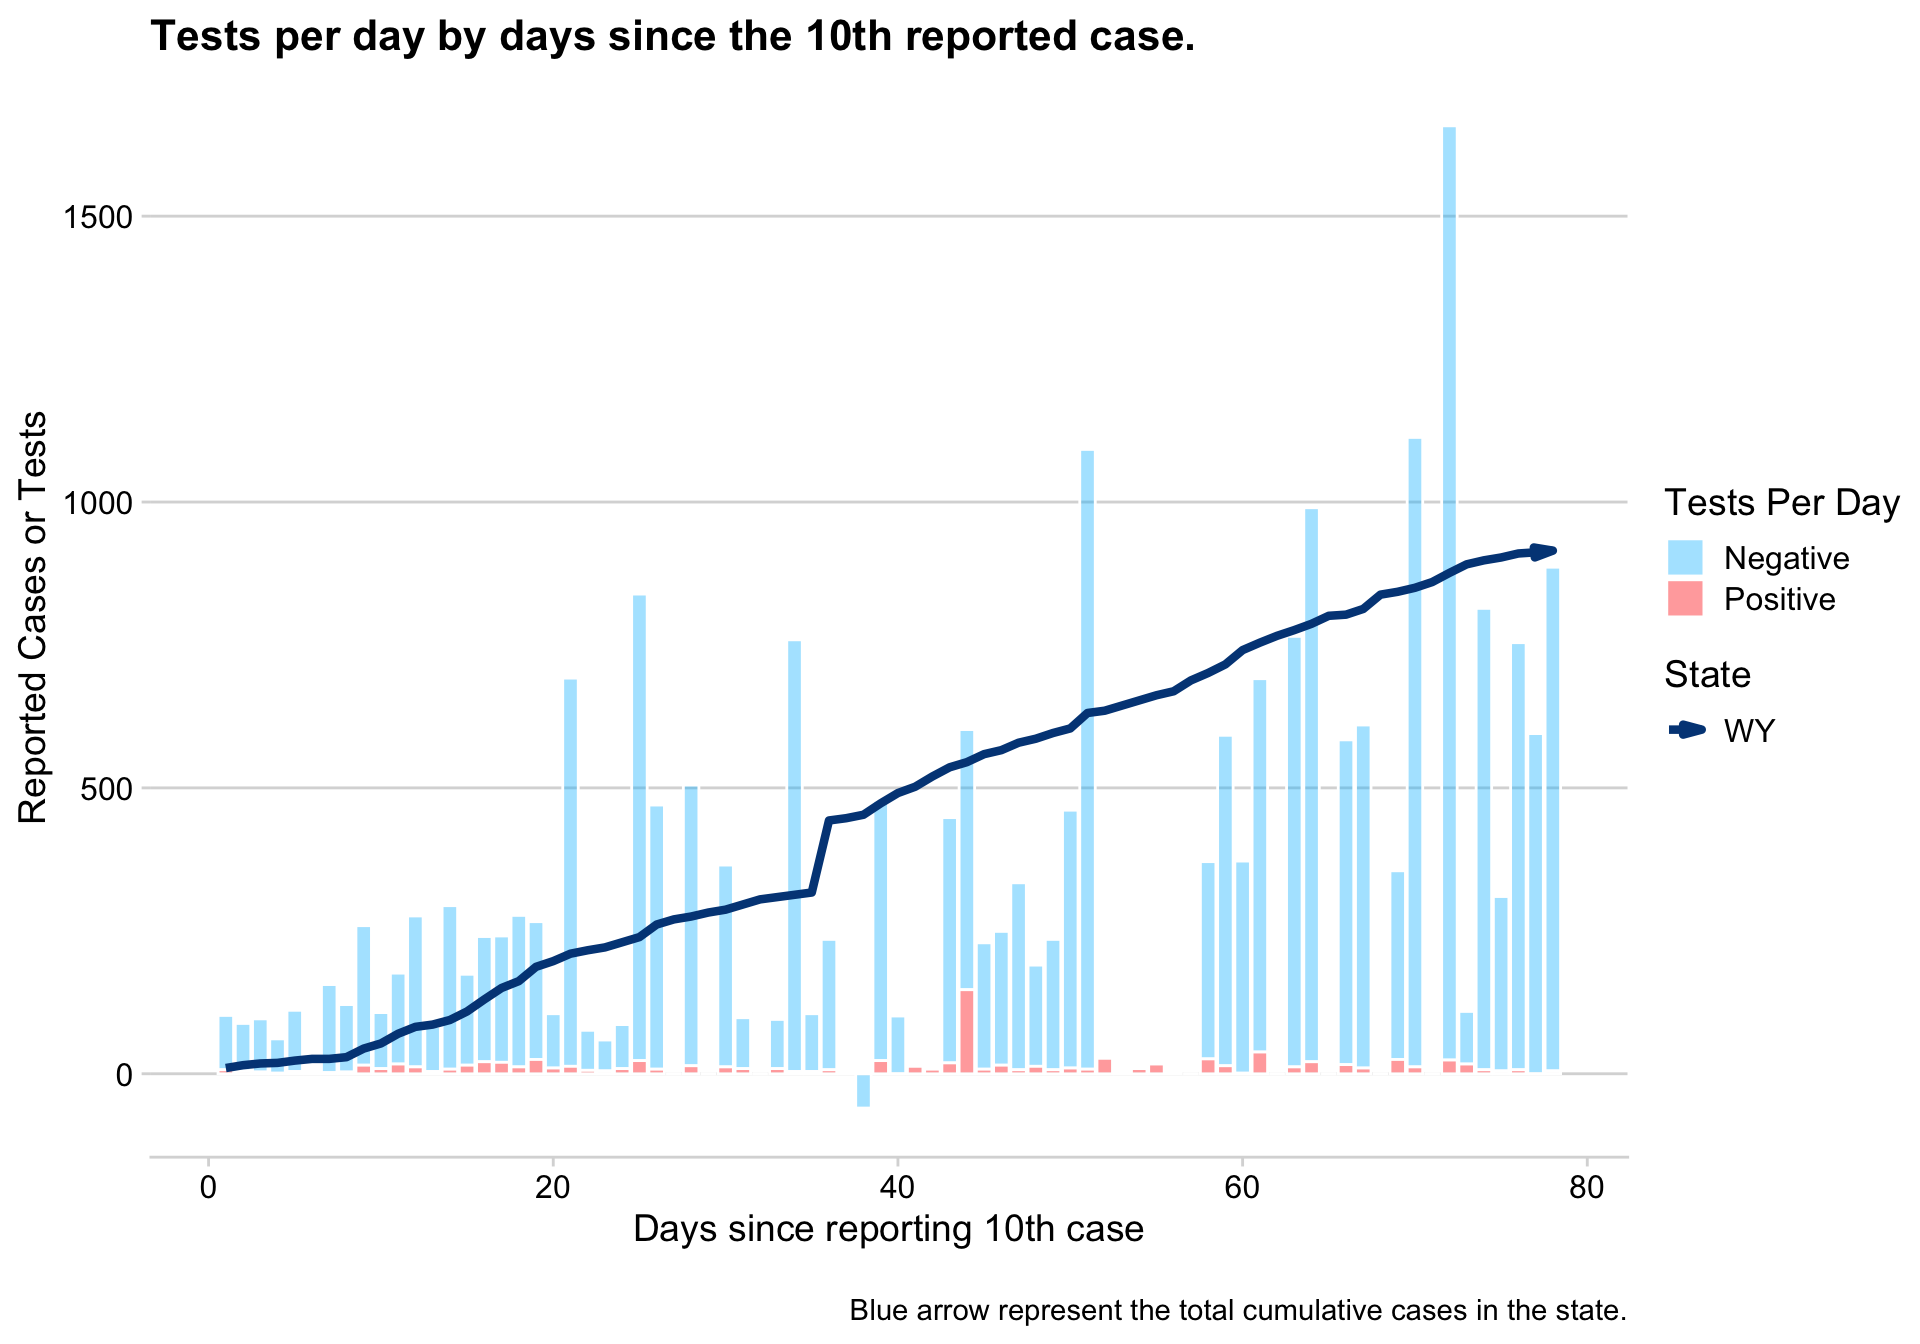 Tests per day by days since the 10th reported case.
Reported Cases or Tests
1500
1000
500
0
0 20 40 60 80
Days since reporting 10th case
Tests Per Day
Negative
Positive
State
WY
Blue arrow represent the total cumulative cases in the state.